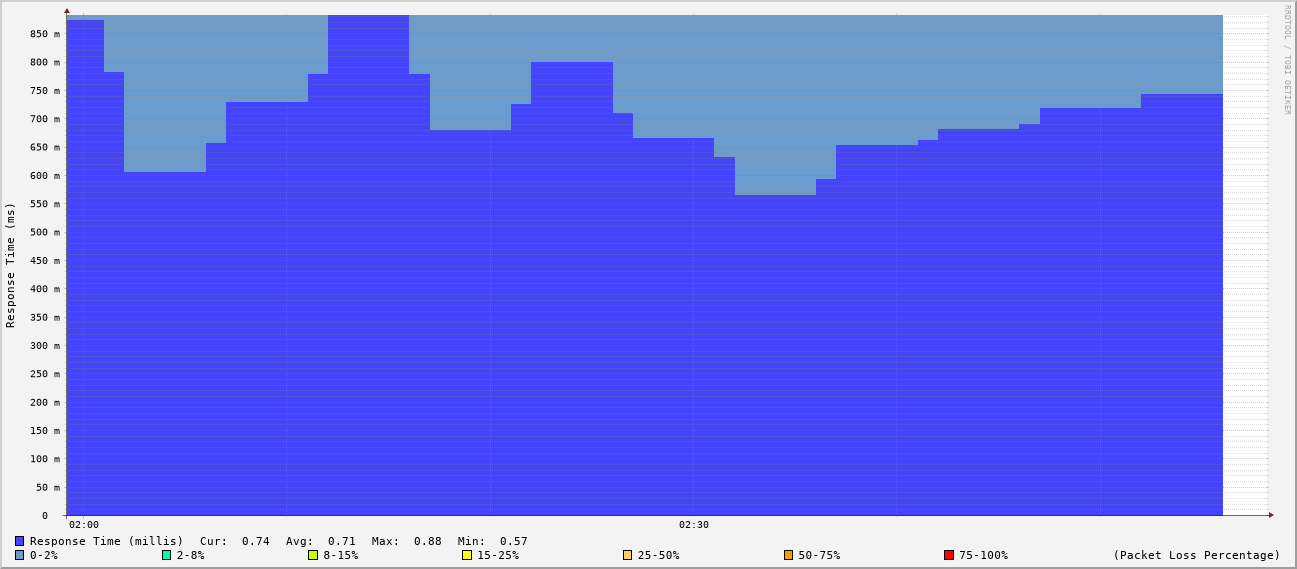 RRDTOOL / TOBI OETIKER
850 m
800 m
750 m
700 m
650 m
600 m
550 m
500 m
450 m
400 m
350 m
300 m
250 m
200 m
150 m
100 m
50 m
0
Response Time (ms)
02:00 02:30
Response Time (millis) Cur: 0.74 Avg: 0.71 Max: 0.88 Min: 0.57
0-2% 2-8% 8-15% 15-25% 25-50% 50-75% 75-100% (Packet Loss Percentage)